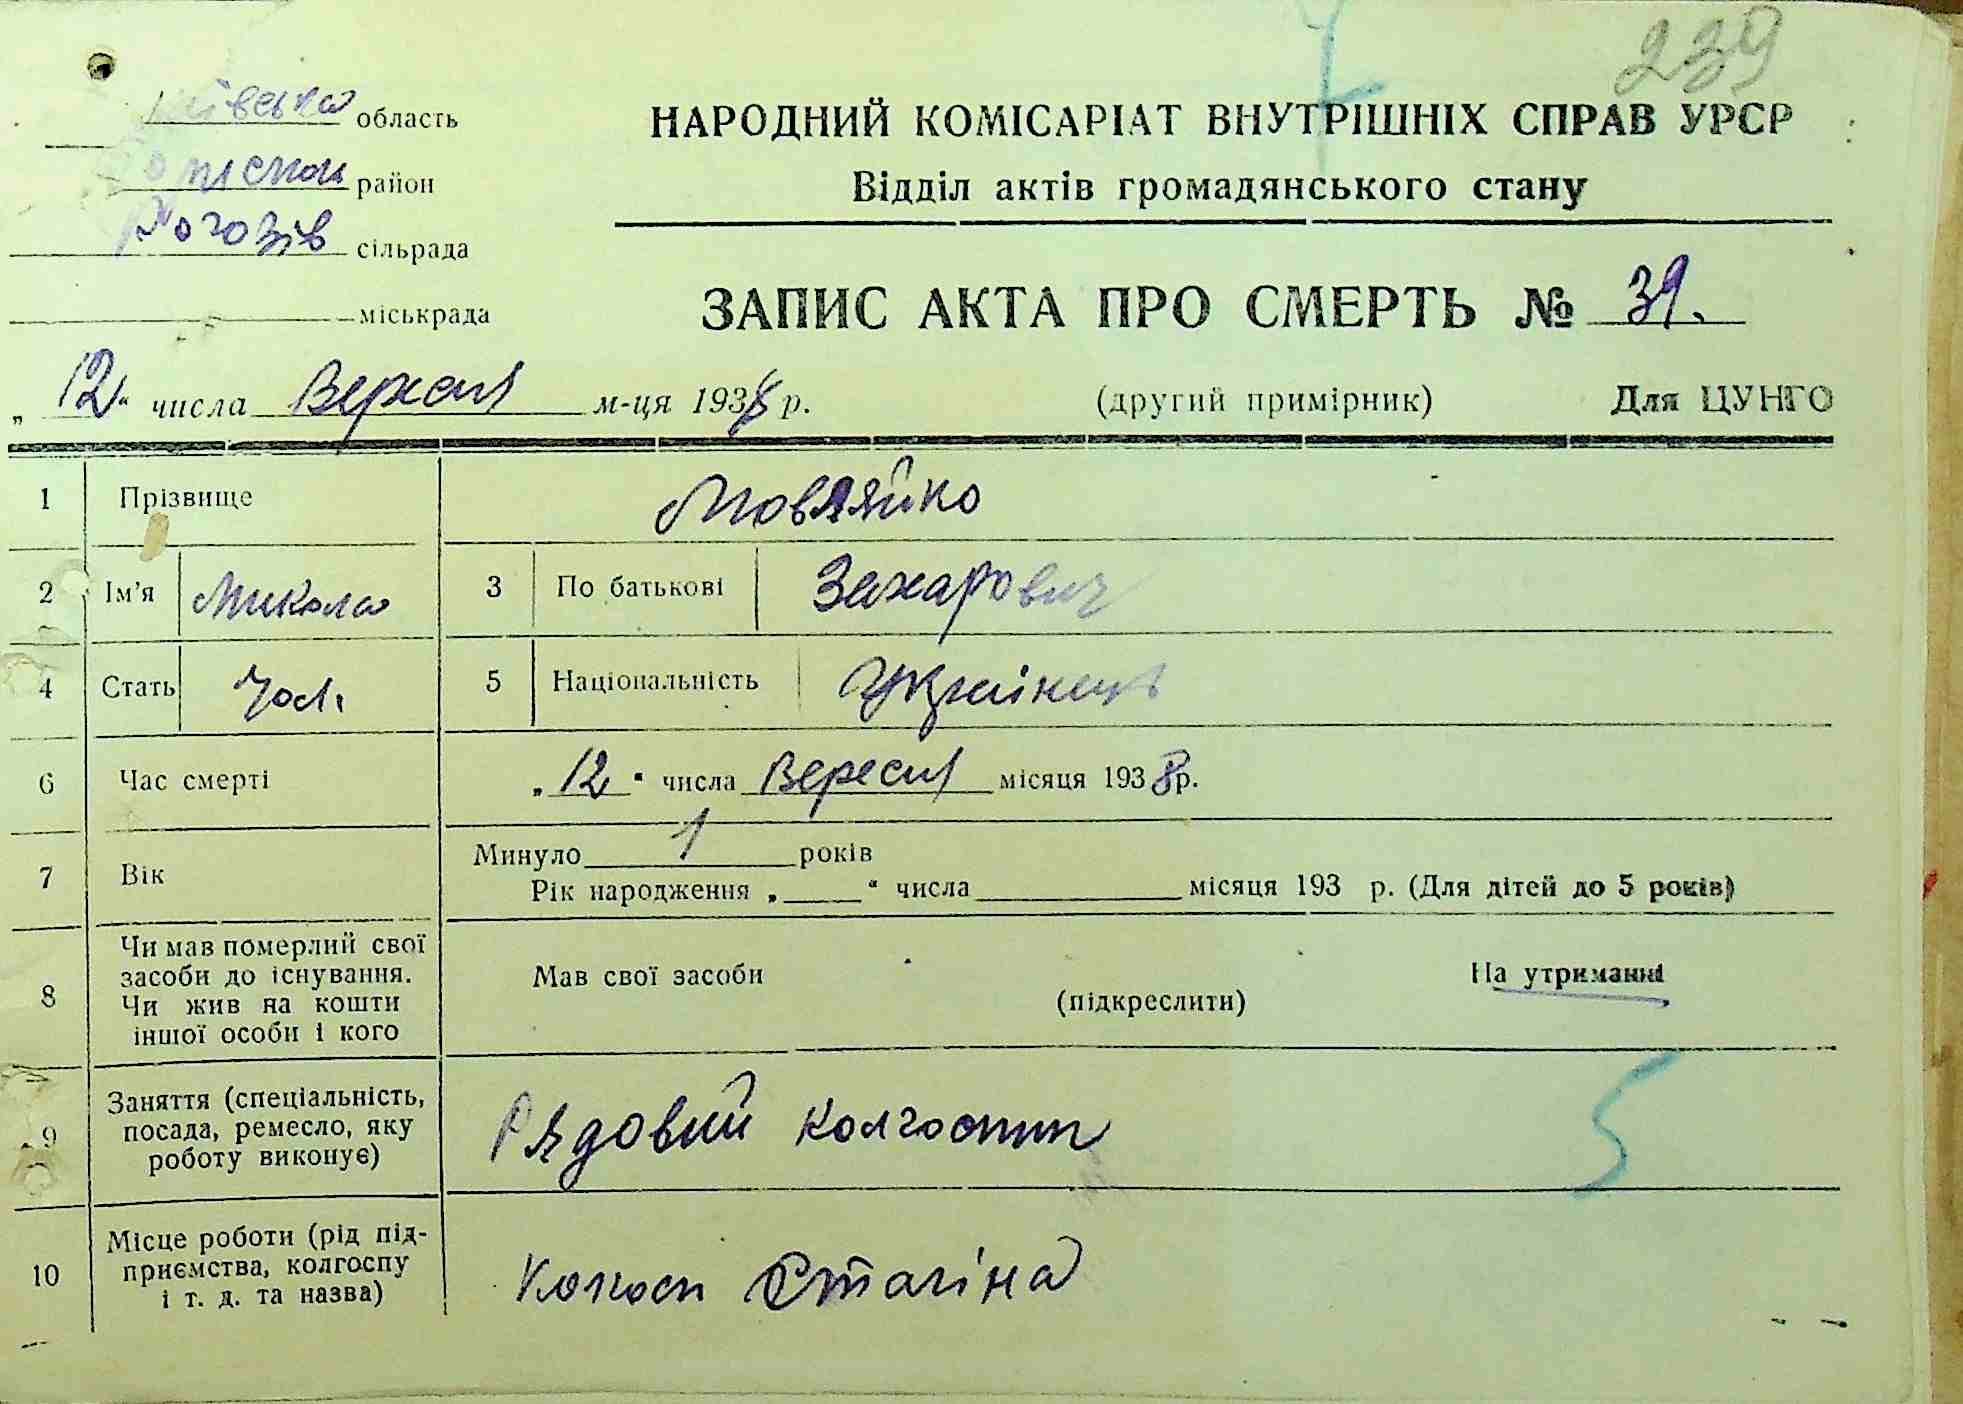 239
Київська область
район
Рогозів сільрада
міськрада
НАРОДНИЙ КОМІСАРІАТ ВНУТРІШНІХ СПРАВ УРСР
Відділ актів громадянського стану
ЗАПИС АКТА ПРО СМЕРТЬ № 39.
„12“ числа м-ця 1938 р. (другий примірник) Для ЦУНГО
1 Прізвище
2 Ім’я Микола 3 По батькові Захарович
4 Стать Чол. 5 Національність Українець
6 Час смерті „12“ числа Вересня місяця 1938 р.
7 Вік Минуло 1 років
Рік народження „ “ числа місяця 193 р. (Для дітей до 5 років)
8 Чи мав померлий свої засоби до існування. Чи жив на кошти іншої особи і кого
Мав свої засоби (підкреслити) На утриманні
9 Заняття (спеціальність, посада, ремесло, яку роботу виконує)
Рядовий колгоспн
5
10 Місце роботи (рід під-
приємства, колгоспу
і т. д. та назва)
Сталіна